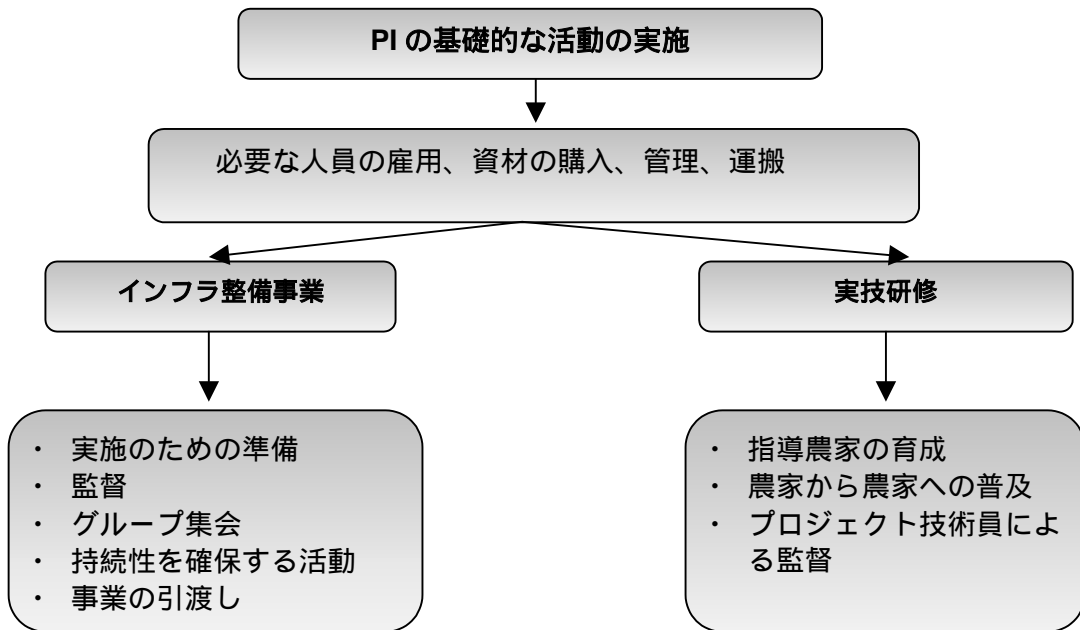 PI の基礎的な活動の実施
必要な人員の雇用、資材の購入、管理、運搬
インフラ整備事業
実技研修
・ 実施のための準備
・ 監督
・ グループ集会
・ 持続性を確保する活動
・ 事業の引渡し
・ 指導農家の育成
・ 農家から農家への普及
・ プロジェクト技術員によ
る監督